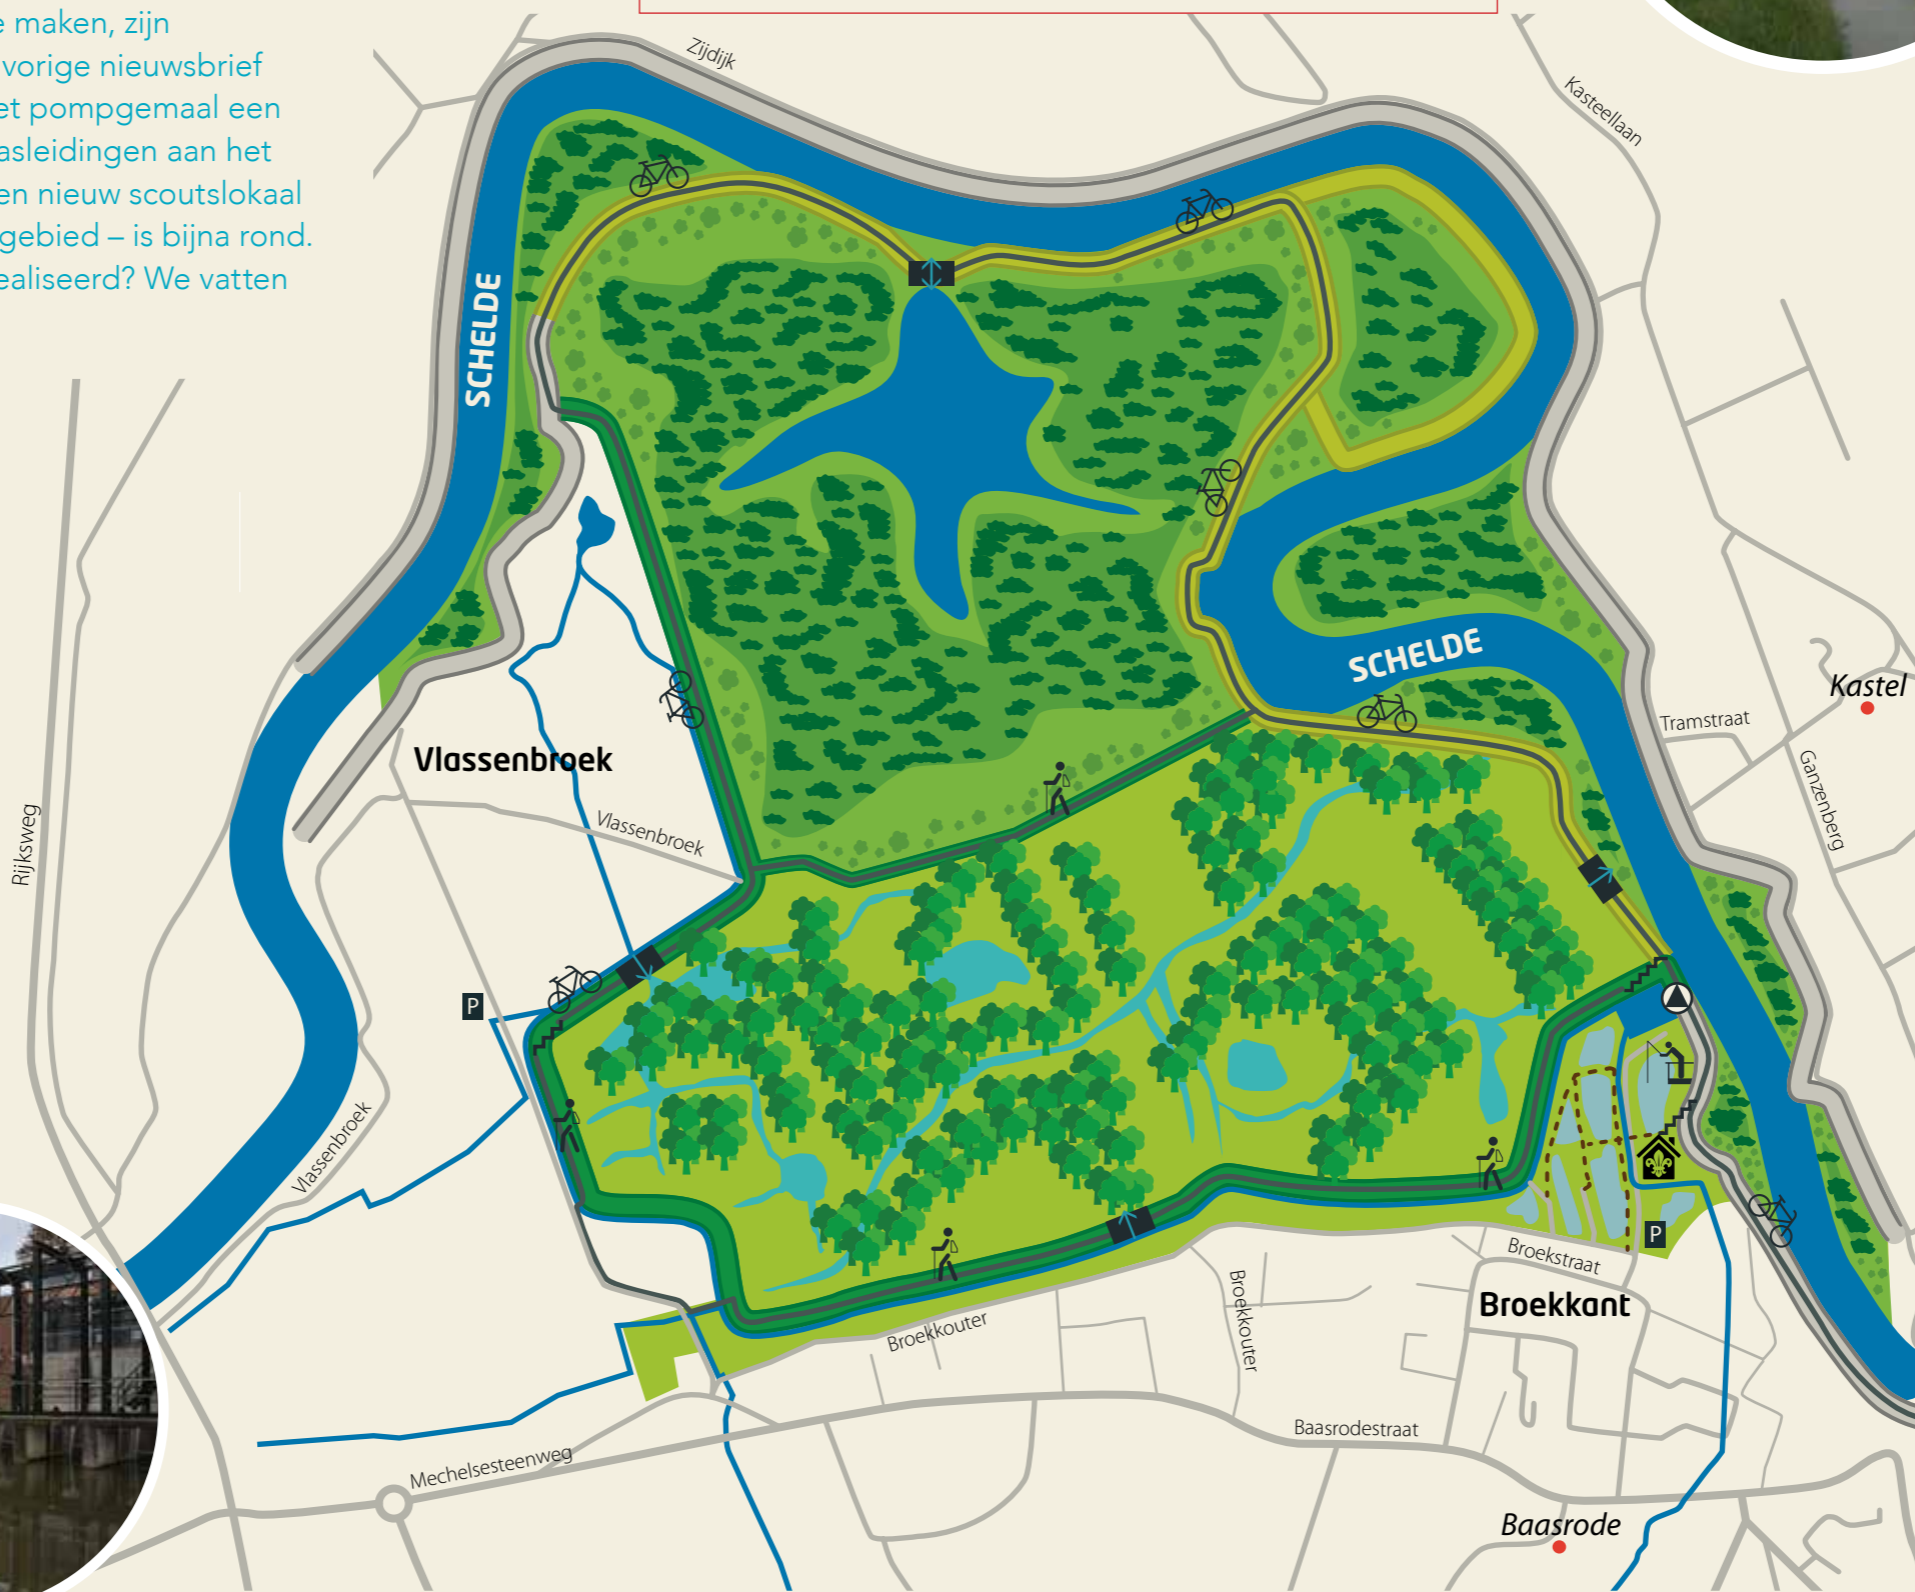 e maken, zijn
vorige nieuwsbrief
et pompgemaal een
asleidingen aan het
en nieuw scoutslokaal
gebied – is bijna rond.
ealiseerd? We vatten
Zijdijk
Kasteellaan
SCHELDE
SCHELDE
Kastel
Tramstraat
Ganzenberg
Vlassenbroek
Vlassenbroek
Rijksweg
P
Vlassenbroek
P
Broekstraat
Broekkant
Broekkouter
Broekkouter
Baasrodestraat
Mechelsesteenweg
Baasrode